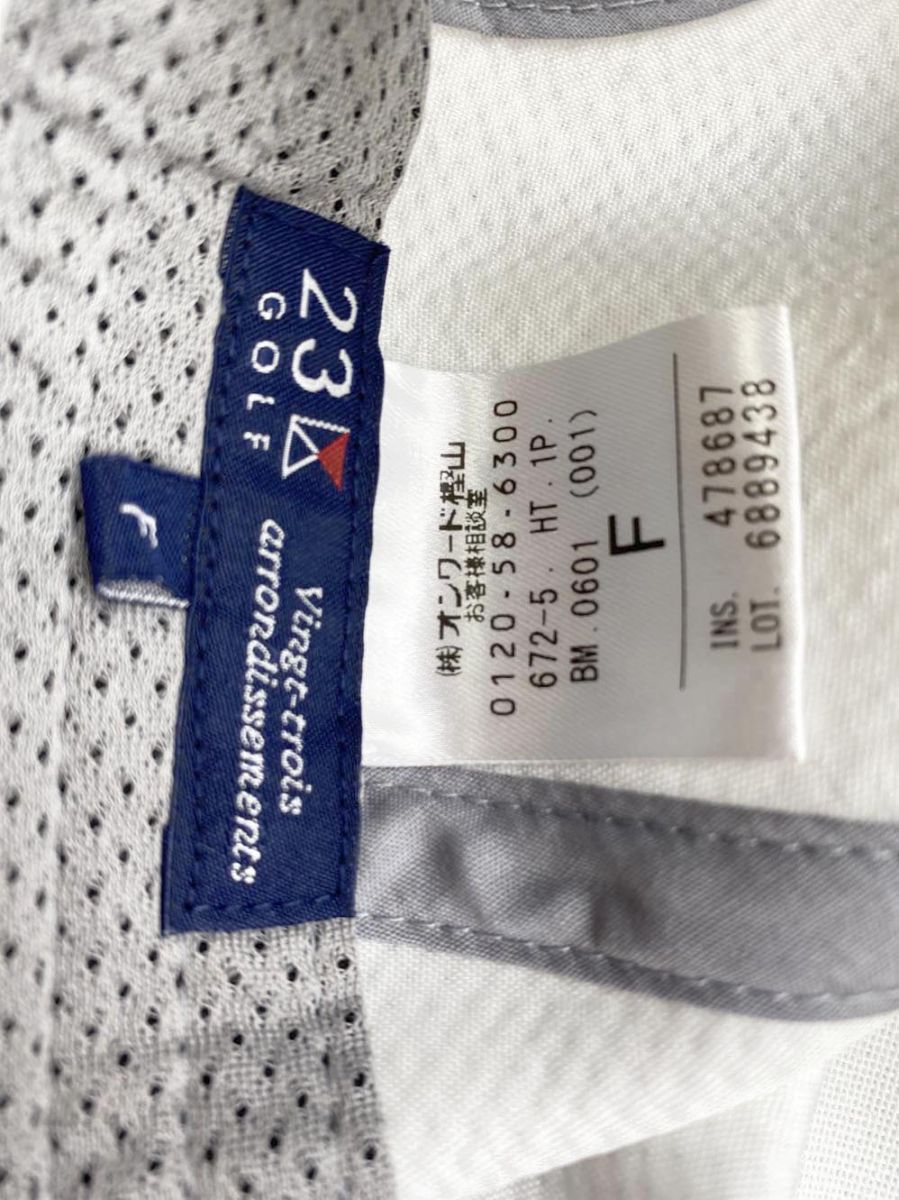 23
GOLF
Vingt-trois
arrondissements
F
(株)オンワード樫山
お客様相談室
0120-58-6300
672-5. HT. 1P.
BM. 0601 (001)
F
INS. 478687
LOT. 6889438